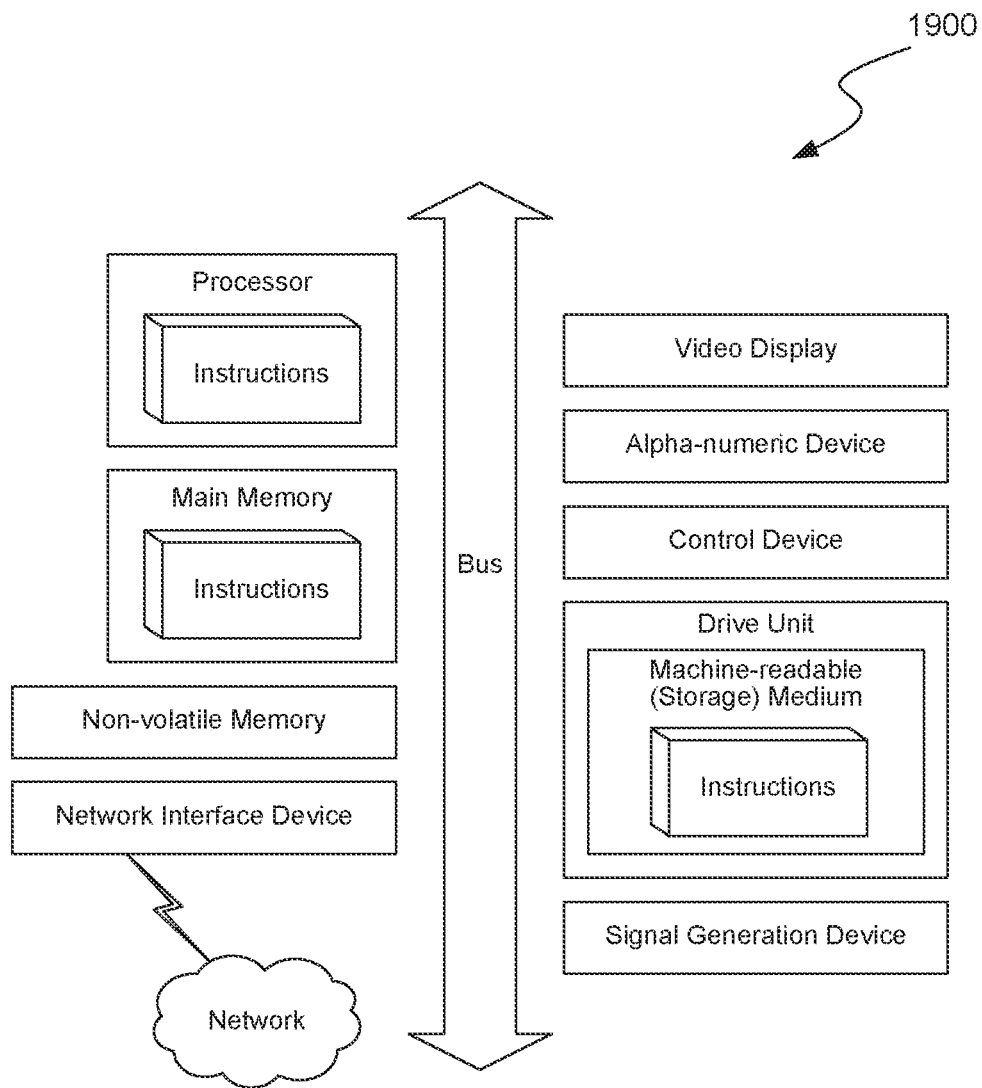 1900
Processor
Instructions
Main Memory
Instructions
Non-volatile Memory
Network Interface Device
Network
Bus
Video Display
Alpha-numeric Device
Control Device
Drive Unit
Machine-readable
(Storage) Medium
Instructions
Signal Generation Device